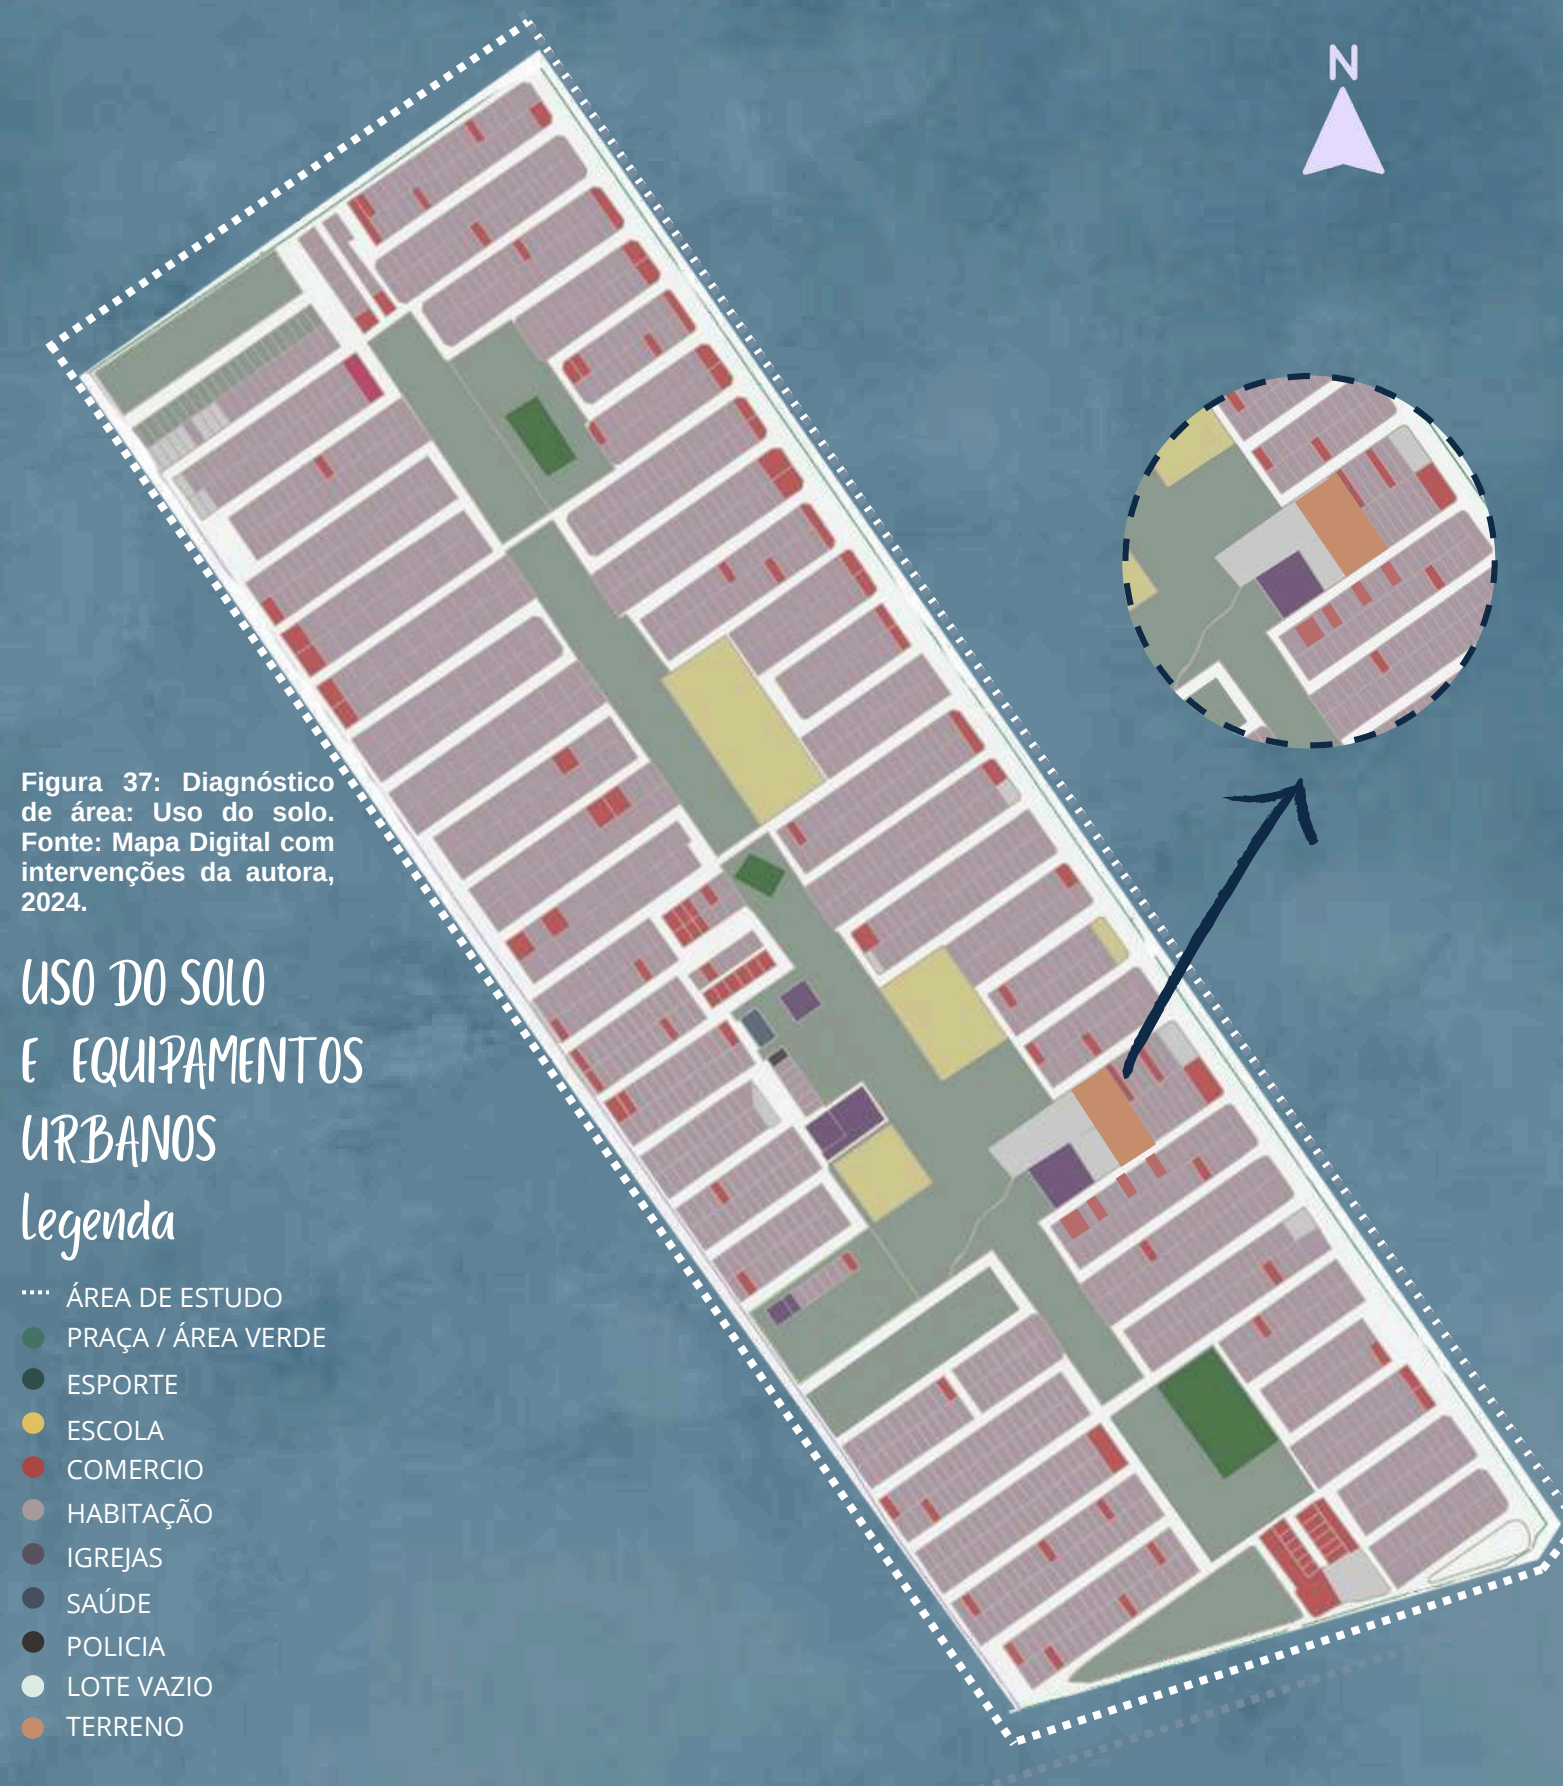 N
Figura 37: Diagnóstico
de área: Uso do solo.
Fonte: Mapa Digital com
intervenções da autora,
2024.
USO DO SOLO
E EQUIPAMENTOS
URBANOS
Legenda
ÁREA DE ESTUDO
PRAÇA / ÁREA VERDE
ESPORTE
ESCOLA
COMERCIO
HABITAÇÃO
IGREJAS
SAÚDE
POLICIA
LOTE VAZIO
TERRENO